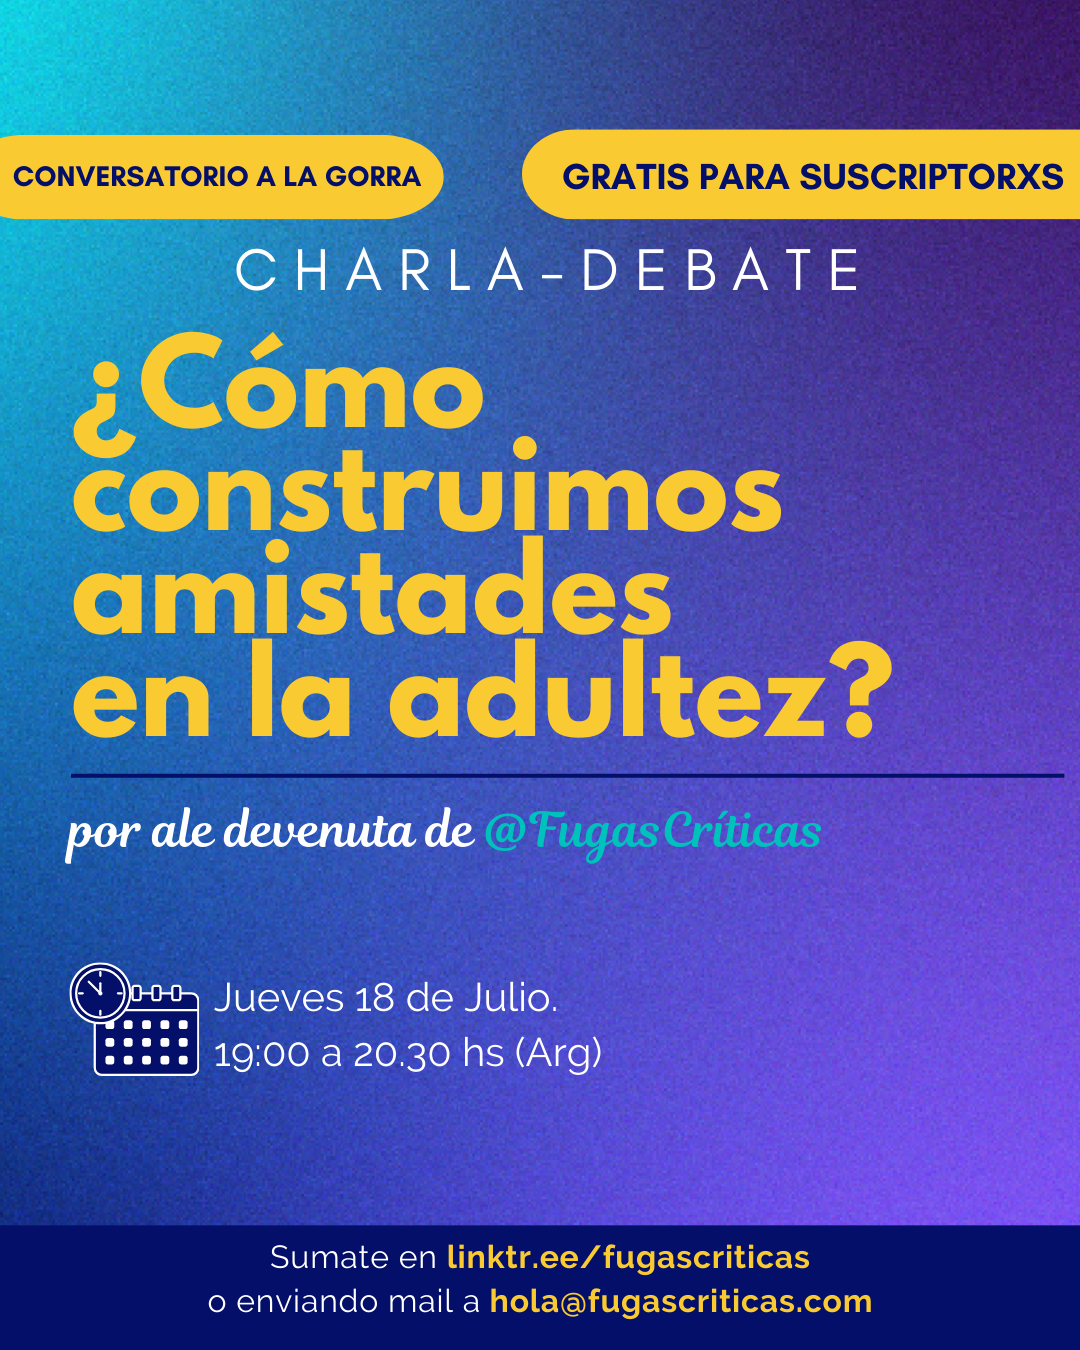 CONVERSATORIO A LA GORRA
GRATIS PARA SUSCRIPTORXS
CHARLA-DEBATE
¿Cómo
construimos
amistades
en la adultez?
por ale devenuta de @FugasCríticas
Jueves 18 de Julio.
19:00 a 20.30 hs (Arg)
Sumate en linktr.ee/fugascriticas
o enviando mail a hola@fugascriticas.com